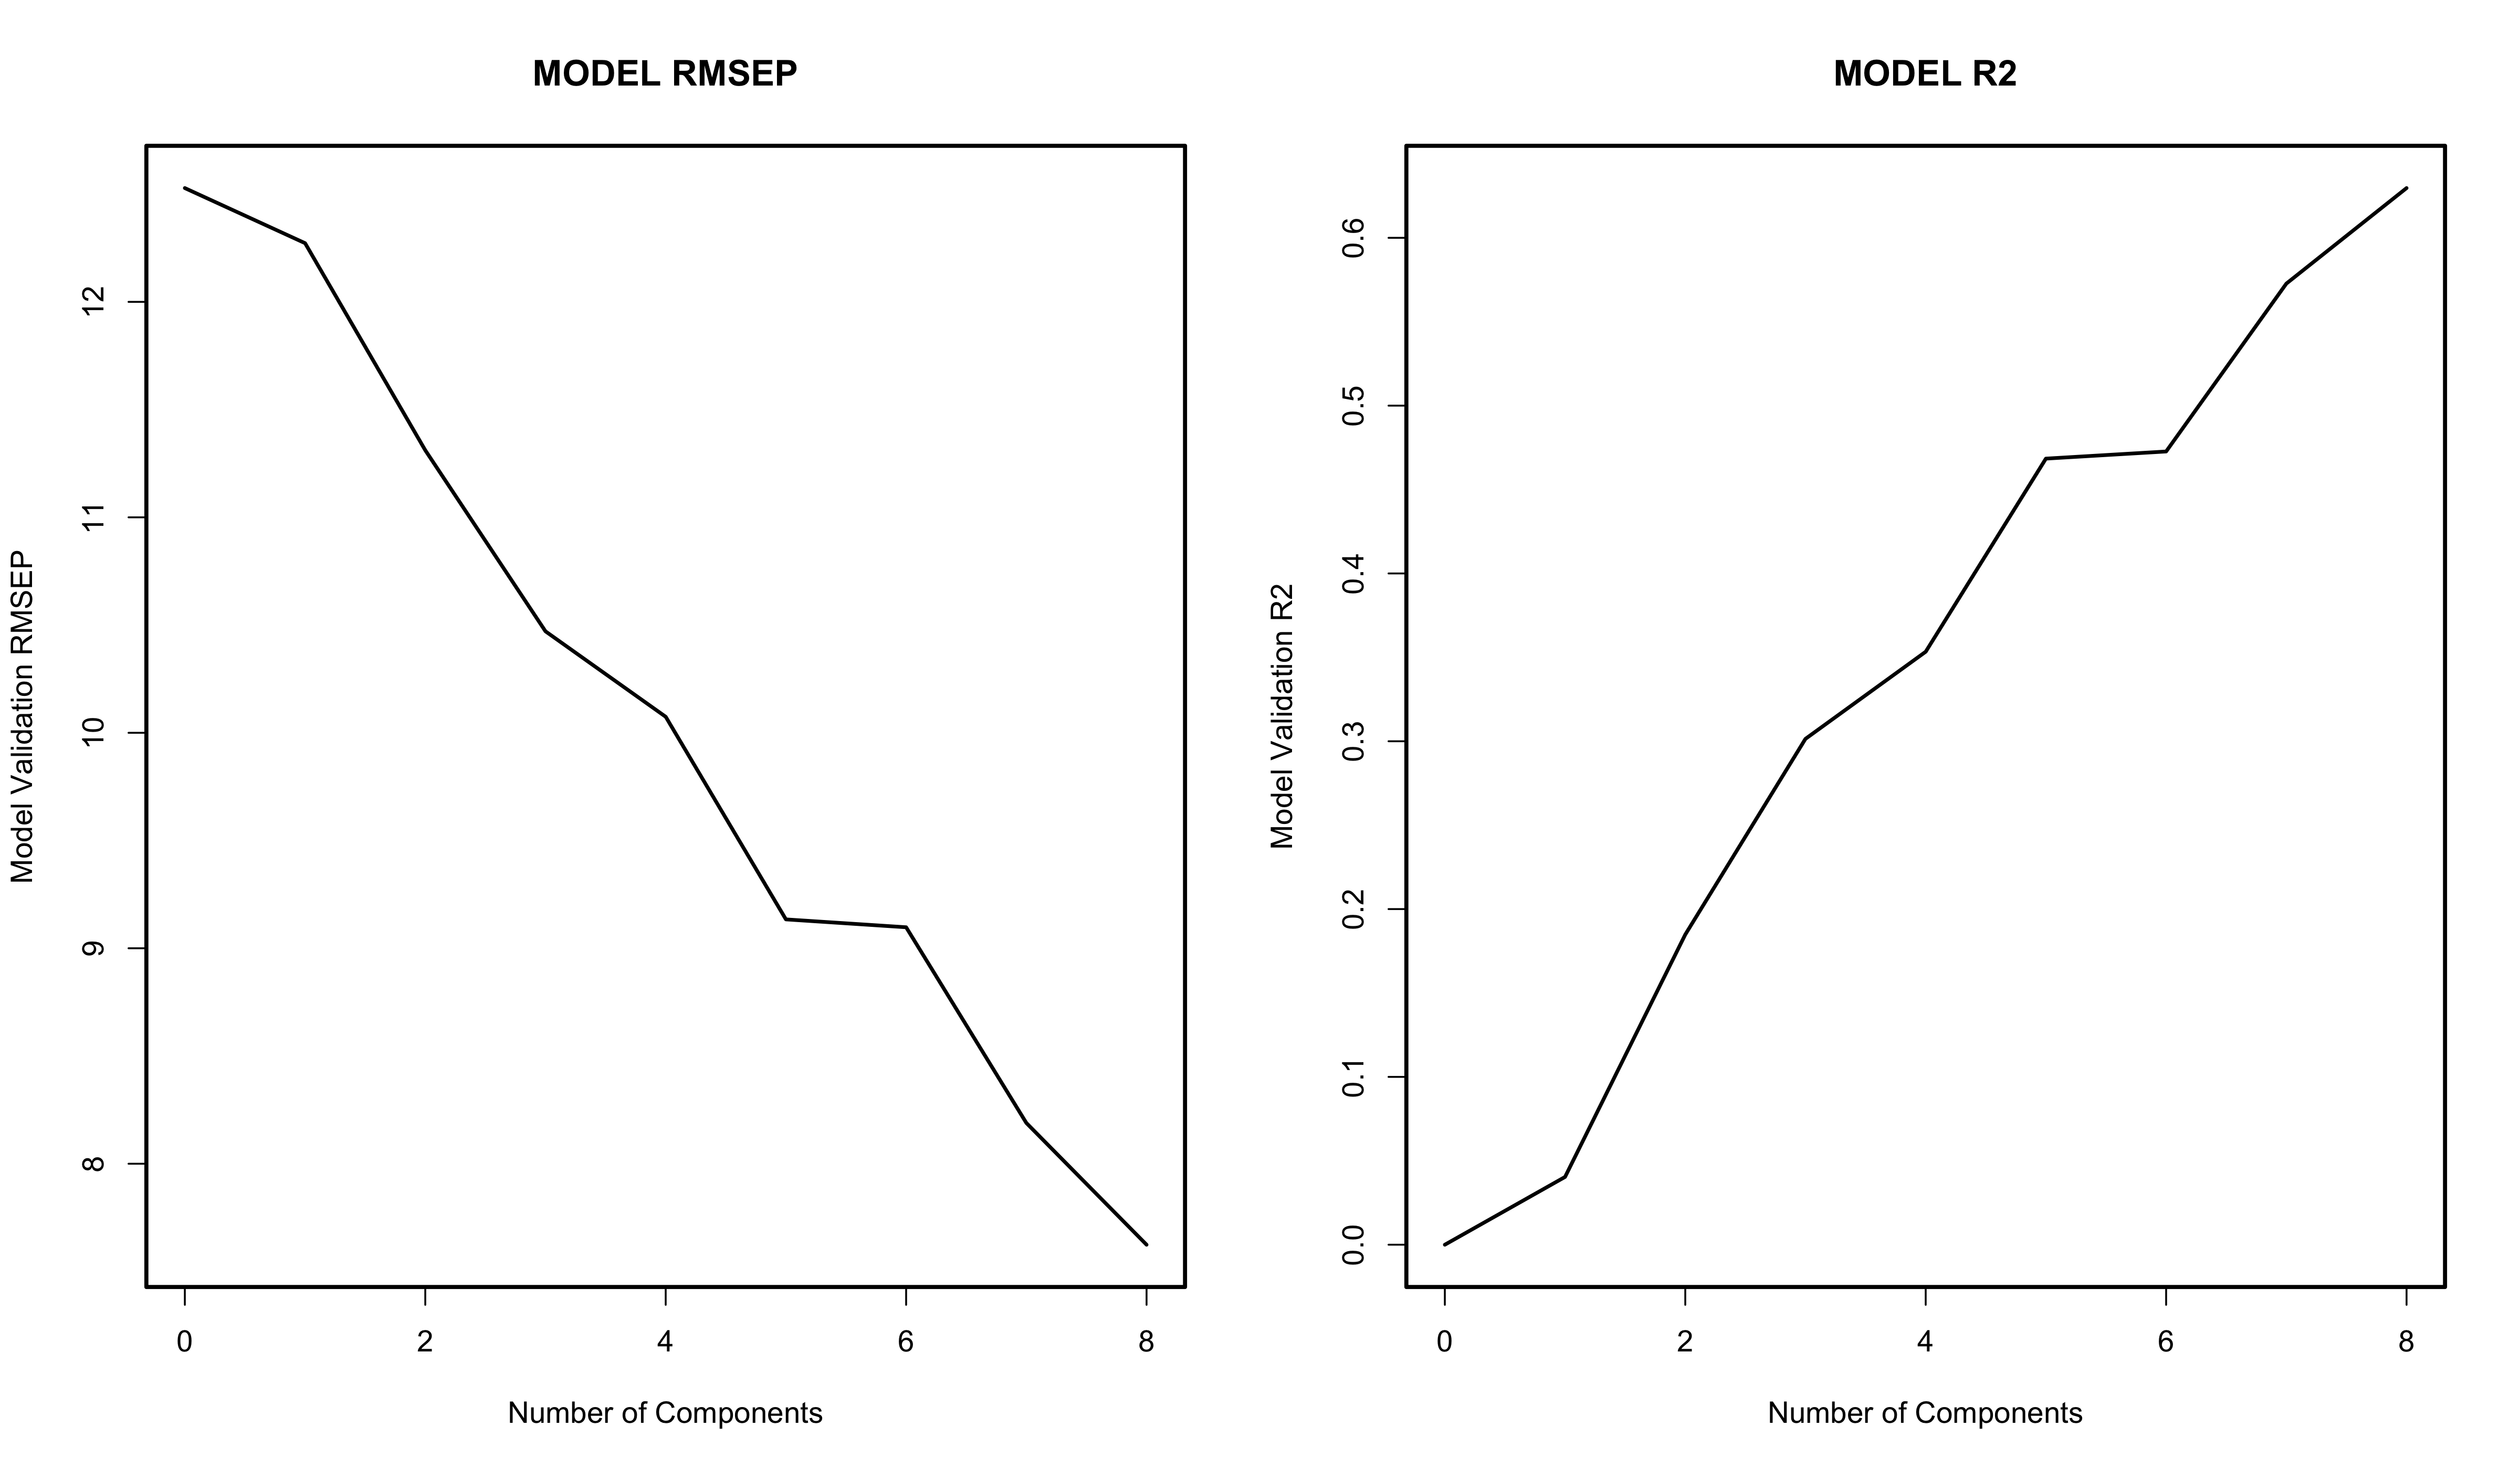 MODEL RMSEP
Model Validation RMSEP
12
11
10
9
8
0 2 4 6 8
Number of Components
MODEL R2
Model Validation R2
0.6
0.5
0.4
0.3
0.2
0.1
0.0
0 2 4 6 8
Number of Components